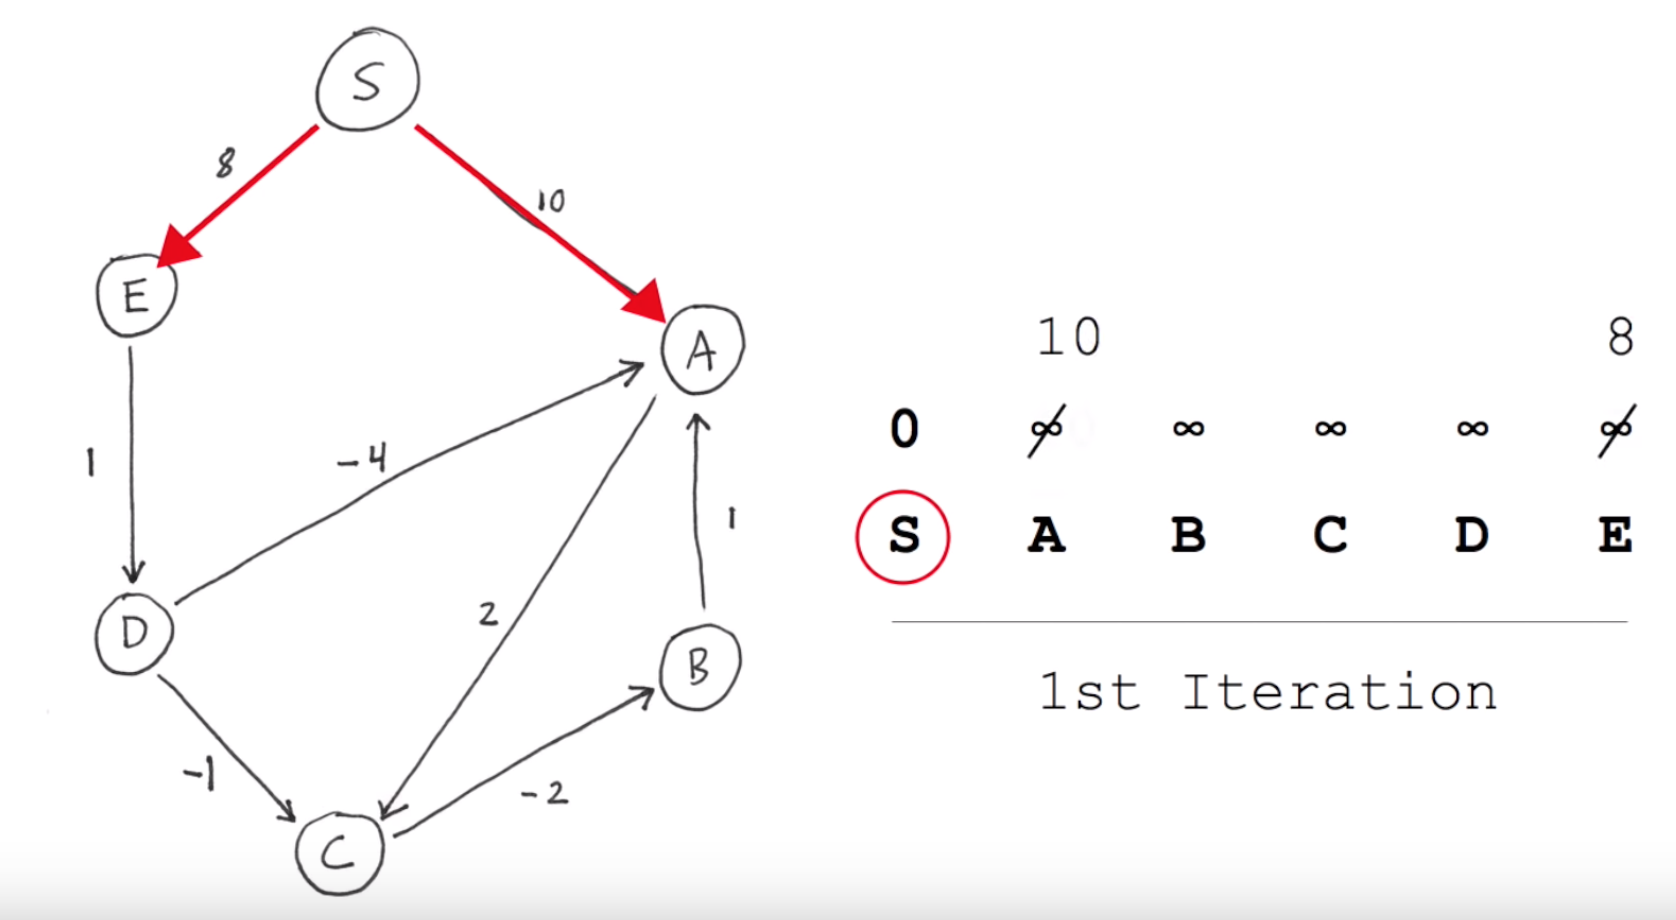 S
8
10
E
A
1
-4
1
2
D
B
-1
-2
C
10 8
0 ∞ ∞ ∞ ∞ ∞
S A B C D E
1st Iteration